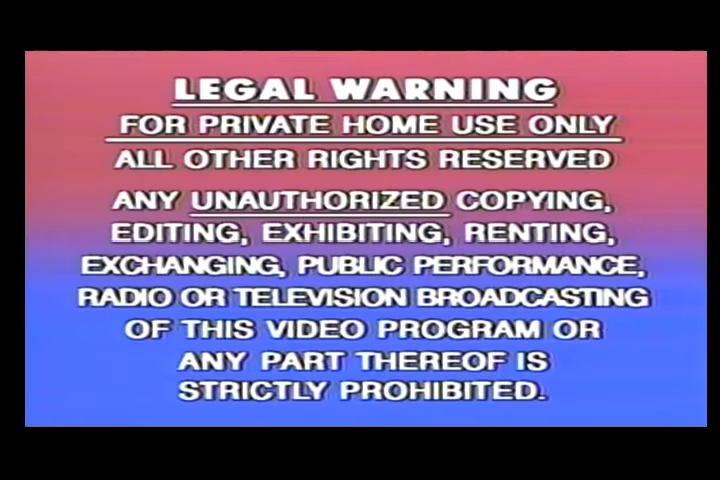 LEGAL WARNING
FOR PRIVATE HOME USE ONLY
ALL OTHER RIGHTS RESERVED
ANY UNAUTHORIZED COPYING,
EDITING, EXHIBITING, RENTING,
EXCHANGING, PUBLIC PERFORMANCE,
RADIO OR TELEVISION BROADCASTING
OF THIS VIDEO PROGRAM OR
ANY PART THEREOF IS
STRICTLY PROHIBITED.